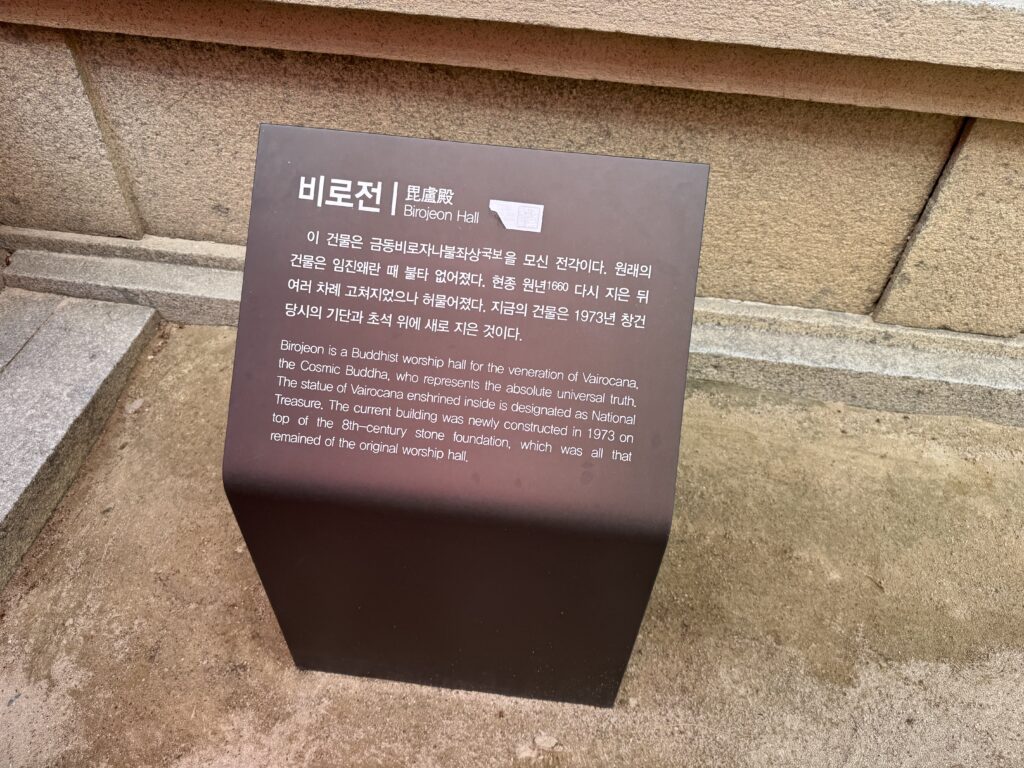 비로전 | 毘盧殿
Birojeon Hall
이 건물은 금동비로자나불좌상국보을 모신 전각이다. 원래의
건물은 임진왜란 때 불타 없어졌다. 현종 원년1660 다시 지은 뒤
여러 차례 고쳐지었으나 허물어졌다. 지금의 건물은 1973년 창건
당시의 기단과 초석 위에 새로 지은 것이다.
Birojeon is a Buddhist worship hall for the veneration of Vairocana,
the Cosmic Buddha, who represents the absolute universal truth.
The statue of Vairocana enshrined inside is designated as National
Treasure. The current building was newly constructed in 1973 on
top of the 8th-century stone foundation, which was all that
remained of the original worship hall.